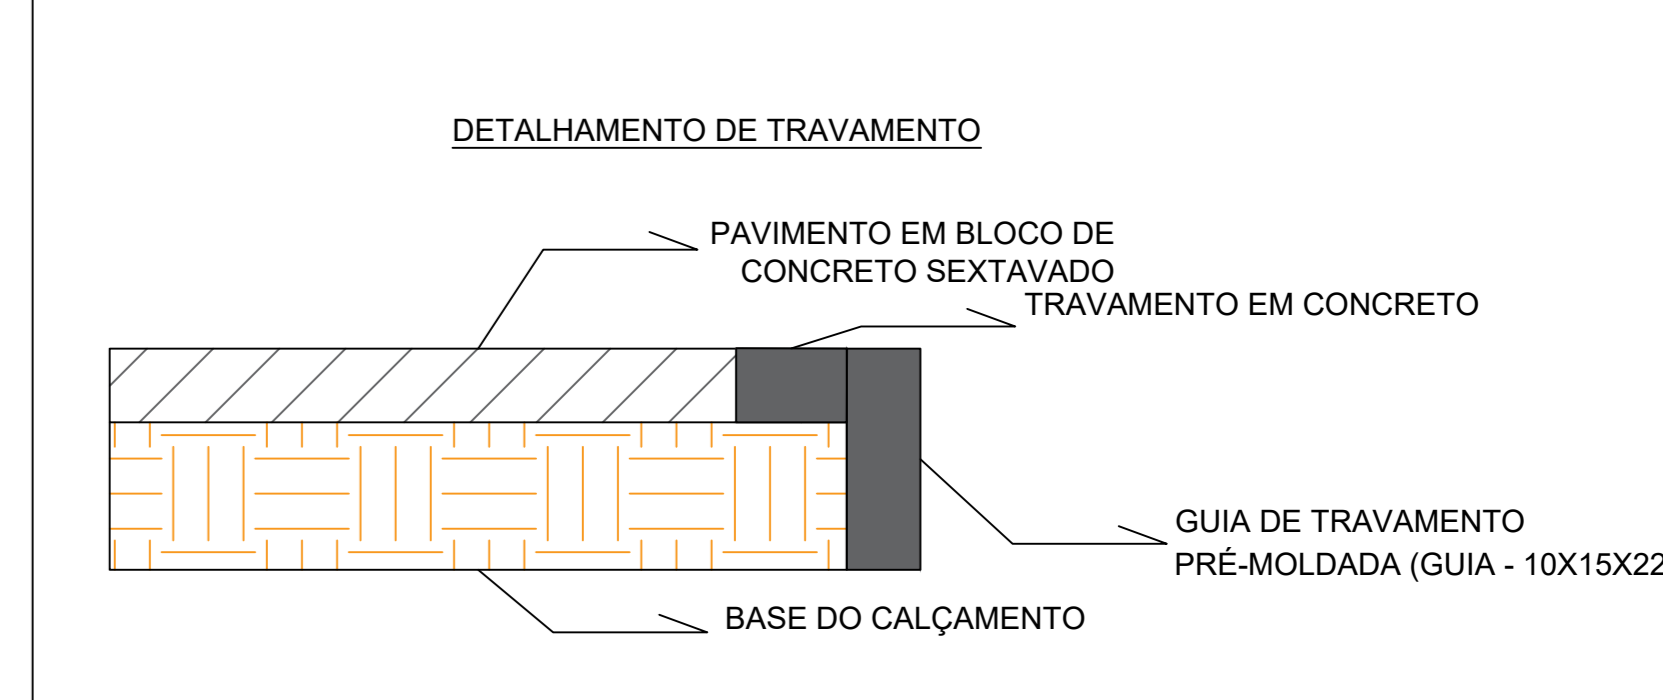 DETALHAMENTO DE TRAVAMENTO
PAVIMENTO EM BLOCO DE
CONCRETO SEXTAVADO
TRAVAMENTO EM CONCRETO
GUIA DE TRAVAMENTO
PRÉ-MOLDADA (GUIA - 10X15X22
BASE DO CALÇAMENTO